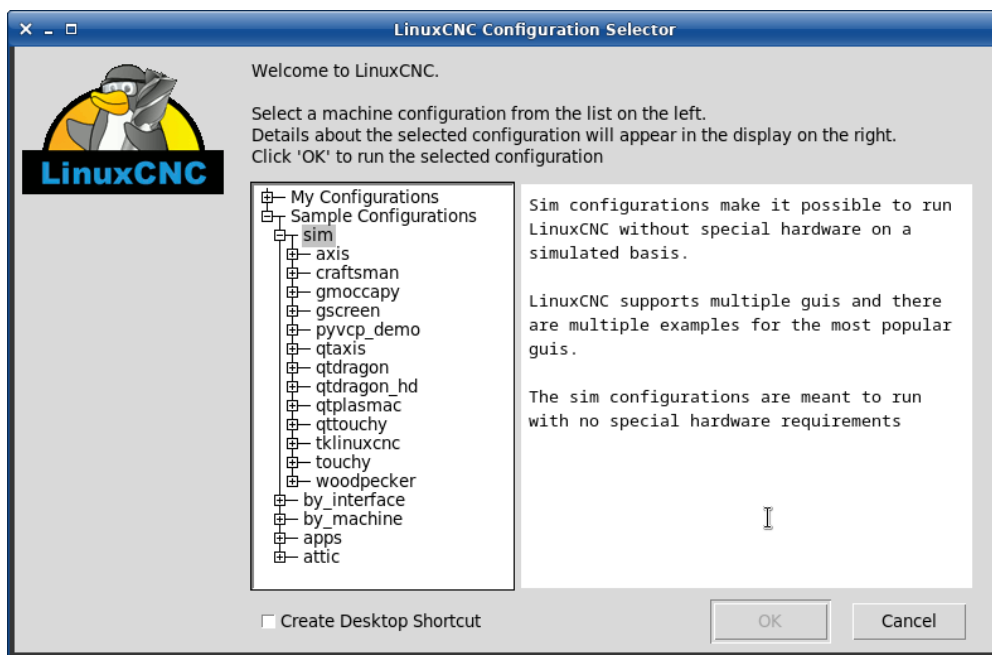 LinuxCNC Configuration Selector
LinuxCNC
Welcome to LinuxCNC.
Select a machine configuration from the list on the left.
Details about the selected configuration will appear in the display on the right.
Click 'OK' to run the selected configuration
My Configurations
Sample Configurations
sim
axis
craftsman
gmoccapy
gscreen
pyvcp_demo
qtaxis
qtdragon
qtdragon_hd
qtplasmac
qttouchy
tklinuxcnc
touchy
woodpecker
by_interface
by_machine
apps
attic
Sim configurations make it possible to run
LinuxCNC without special hardware on a
simulated basis.
LinuxCNC supports multiple guis and there
are multiple examples for the most popular
guis.
The sim configurations are meant to run
with no special hardware requirements
Create Desktop Shortcut
OK
Cancel